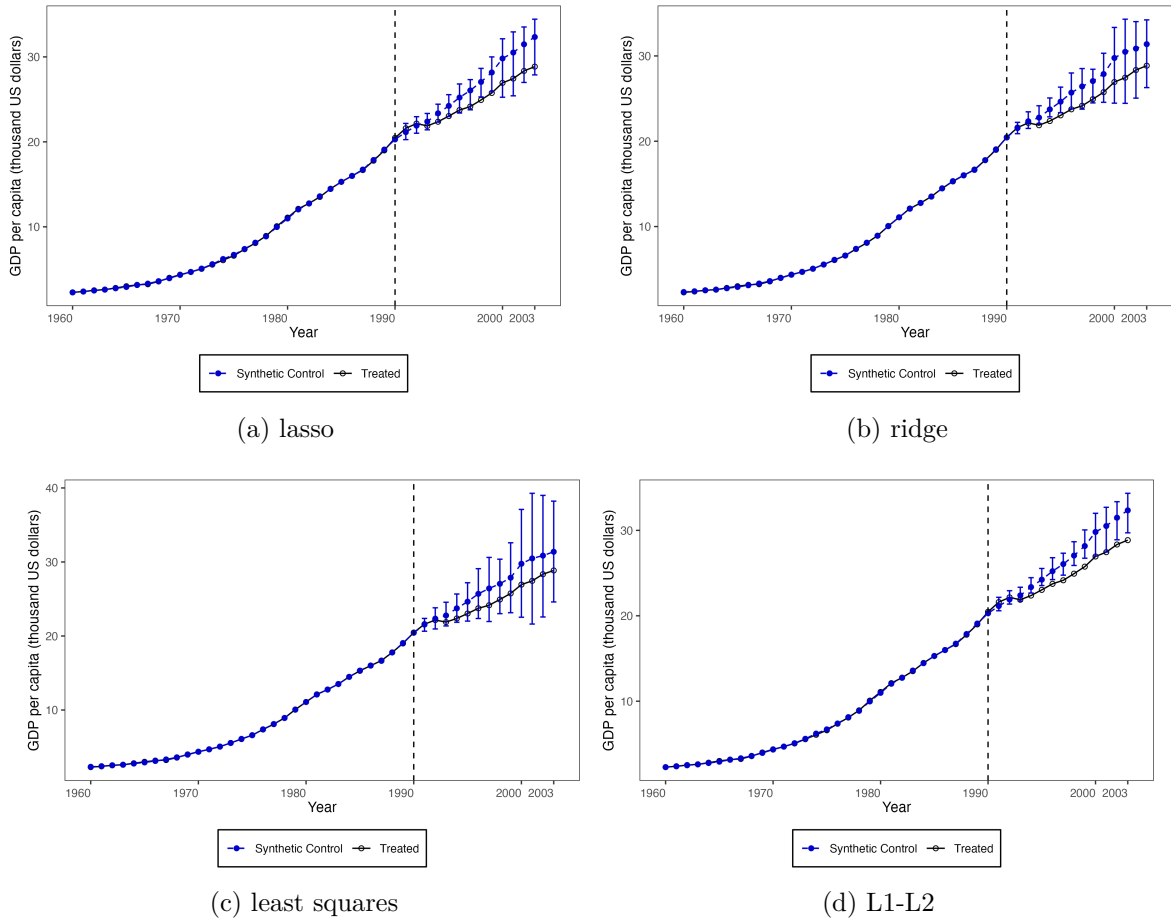 GDP per capita (thousand US dollars)
30
20
10
1960 1970 1980 1990 2000 2003
Year
Synthetic Control Treated
(a) lasso
GDP per capita (thousand US dollars)
30
20
10
1960 1970 1980 1990 2000 2003
Year
Synthetic Control Treated
(b) ridge
GDP per capita (thousand US dollars)
40
30
20
10
1960 1970 1980 1990 2000 2003
Year
Synthetic Control Treated
(c) least squares
GDP per capita (thousand US dollars)
30
20
10
1960 1970 1980 1990 2000 2003
Year
Synthetic Control Treated
(d) L1-L2